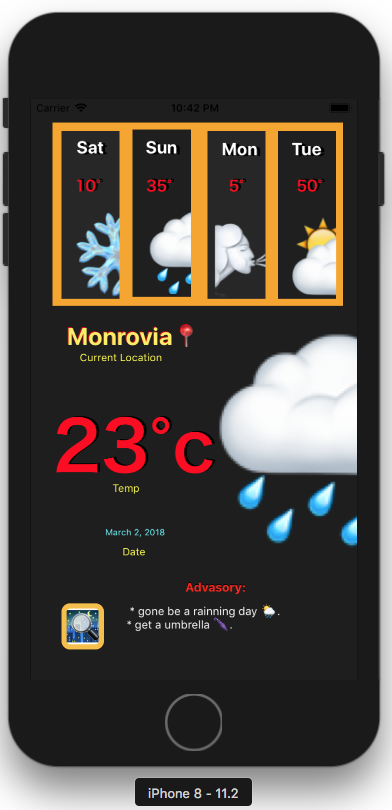 Carrier 10:42 PM
Sat Sun Mon Tue
10° 35° 5° 50°
Monrovia
Current Location
23°c
Temp
March 2, 2018
Date
Advasory:
* gone be a rainning day 🌦.
* get a umbrella 🌂.
iPhone 8 - 11.2